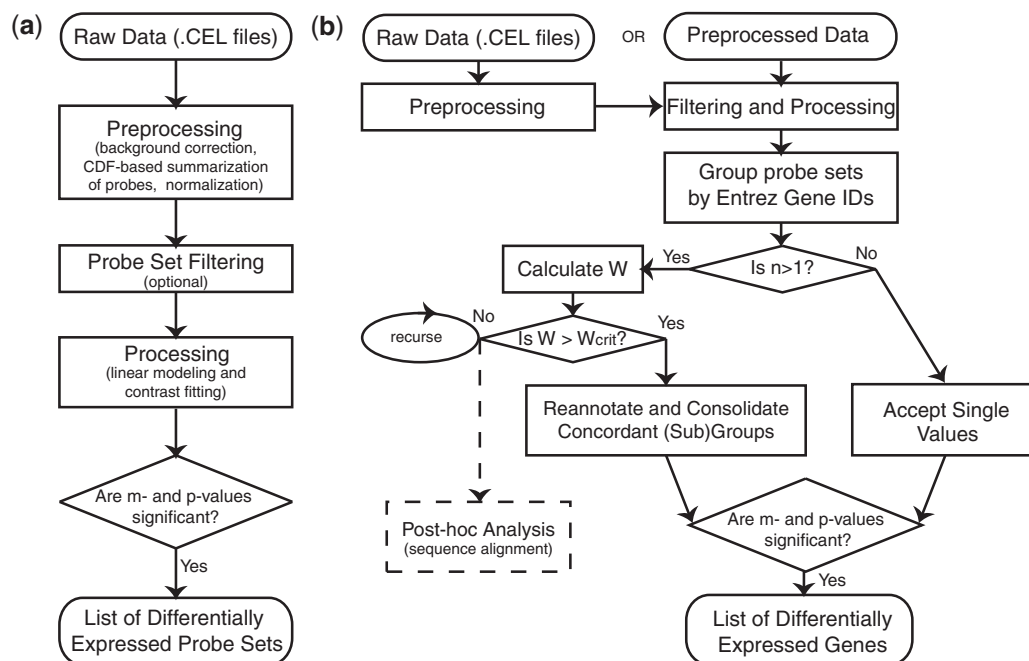 (a)
Raw Data (.CEL files)
Preprocessing
(background correction,
CDF-based summarization
of probes, normalization)
Probe Set Filtering
(optional)
Processing
(linear modeling and
contrast fitting)
Are m- and p-values
significant?
Yes
List of Differentially
Expressed Probe Sets
(b)
Raw Data (.CEL files)
OR
Preprocessed Data
Preprocessing
Filtering and Processing
Group probe sets
by Entrez Gene IDs
Is n>1?
Yes
No
Calculate W
Is W > Wcrit?
No
Yes
recurse
Reannotate and Consolidate
Concordant (Sub)Groups
Accept Single
Values
Post-hoc Analysis
(sequence alignment)
Are m- and p-values
significant?
Yes
List of Differentially
Expressed Genes